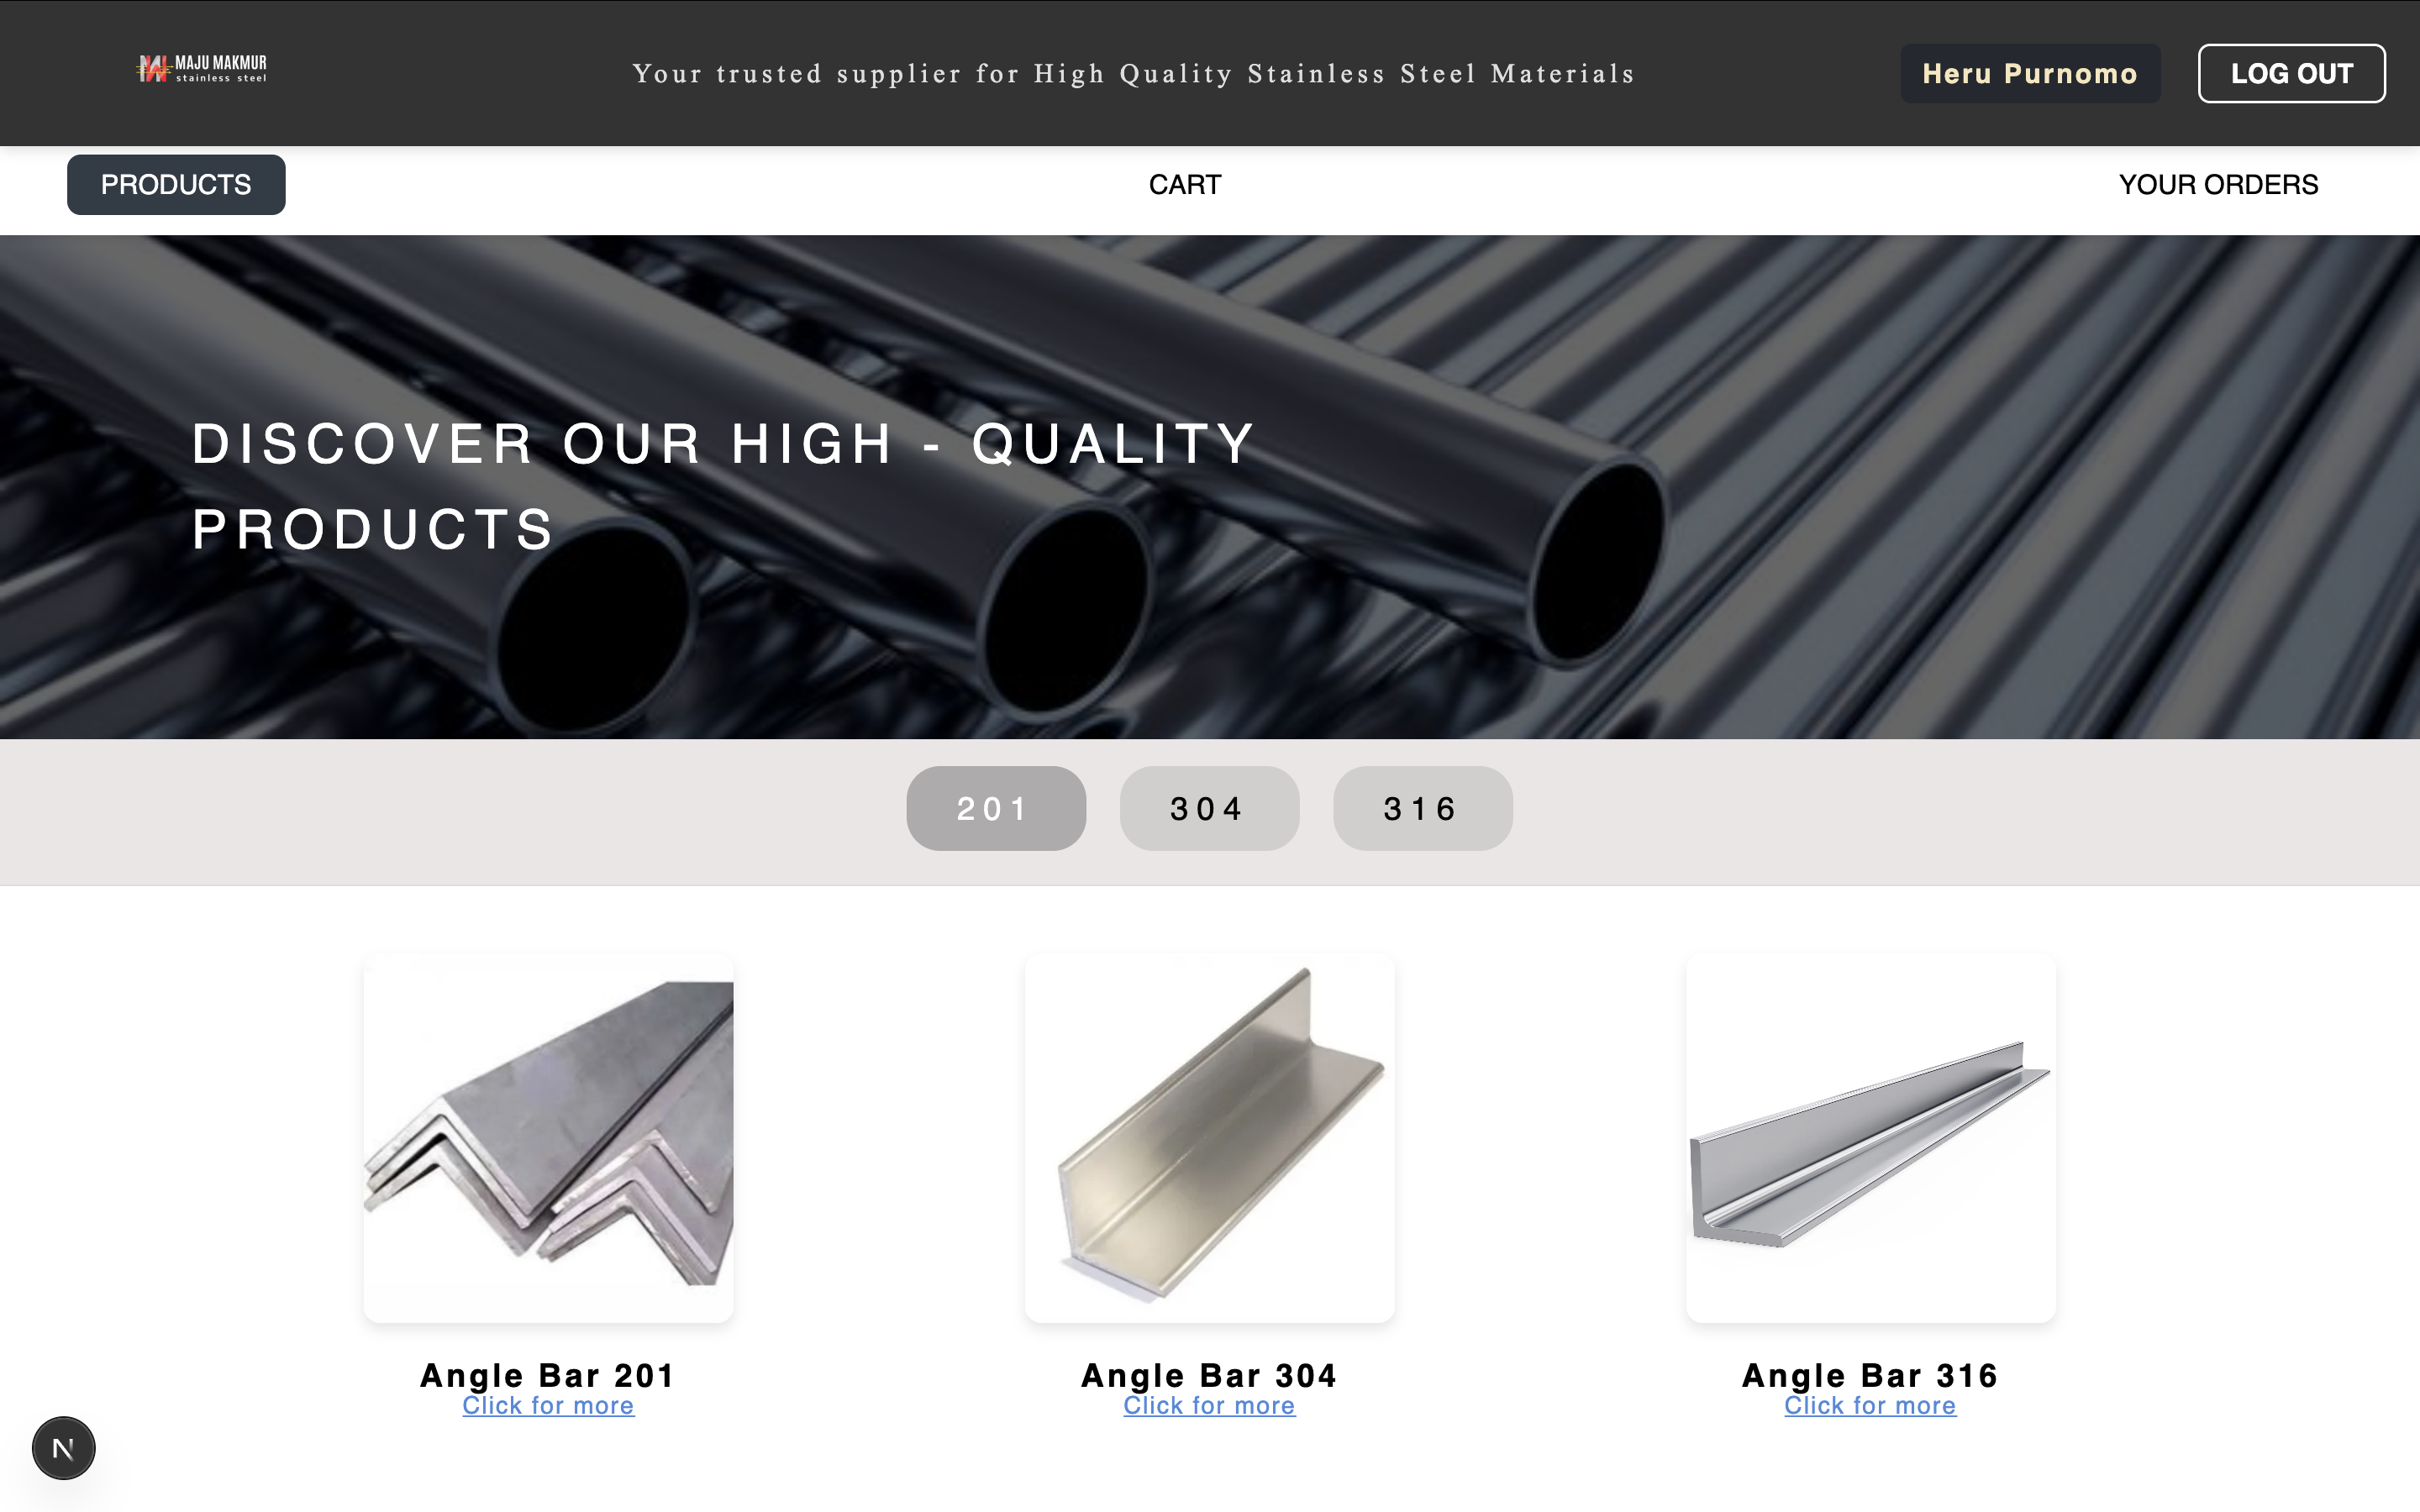 MAJU MAKMUR
stainless steel
Your trusted supplier for High Quality Stainless Steel Materials
Heru Purnomo
LOG OUT
PRODUCTS
CART
YOUR ORDERS
DISCOVER OUR HIGH - QUALITY
PRODUCTS
201
304
316
Angle Bar 201
Click for more
Angle Bar 304
Click for more
Angle Bar 316
Click for more
N